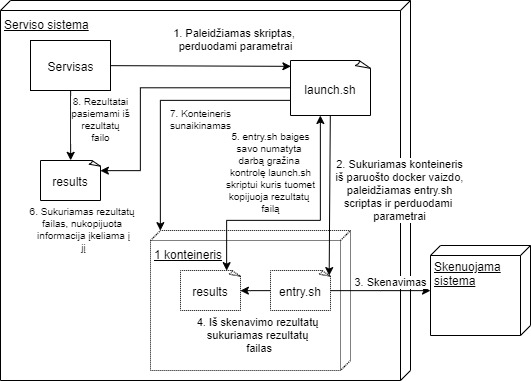 Serviso sistema
1. Paleidžiamas skriptas,
perduodami parametrai
Servisas
launch.sh
8. Rezultatai
pasiemami iš
rezultatų
failo
7. Konteineris
sunaikinamas
5. entry.sh baiges
savo numatyta
darbą gražina
kontrolę launch.sh
skriptui kuris tuomet
kopijuoja rezultatų
failą
2. Sukuriamas konteineris
iš paruošto docker vaizdo,
paleidžiamas entry.sh
scriptas ir perduodami
parametrai
results
6. Sukuriamas rezultatų
failas, nukopijuota
informacija įkeliama į
jį
1 konteineris
results
entry.sh
3. Skenavimas
Skenuojama
sistema
4. Iš skenavimo rezultatų
sukuriamas rezultatų
failas